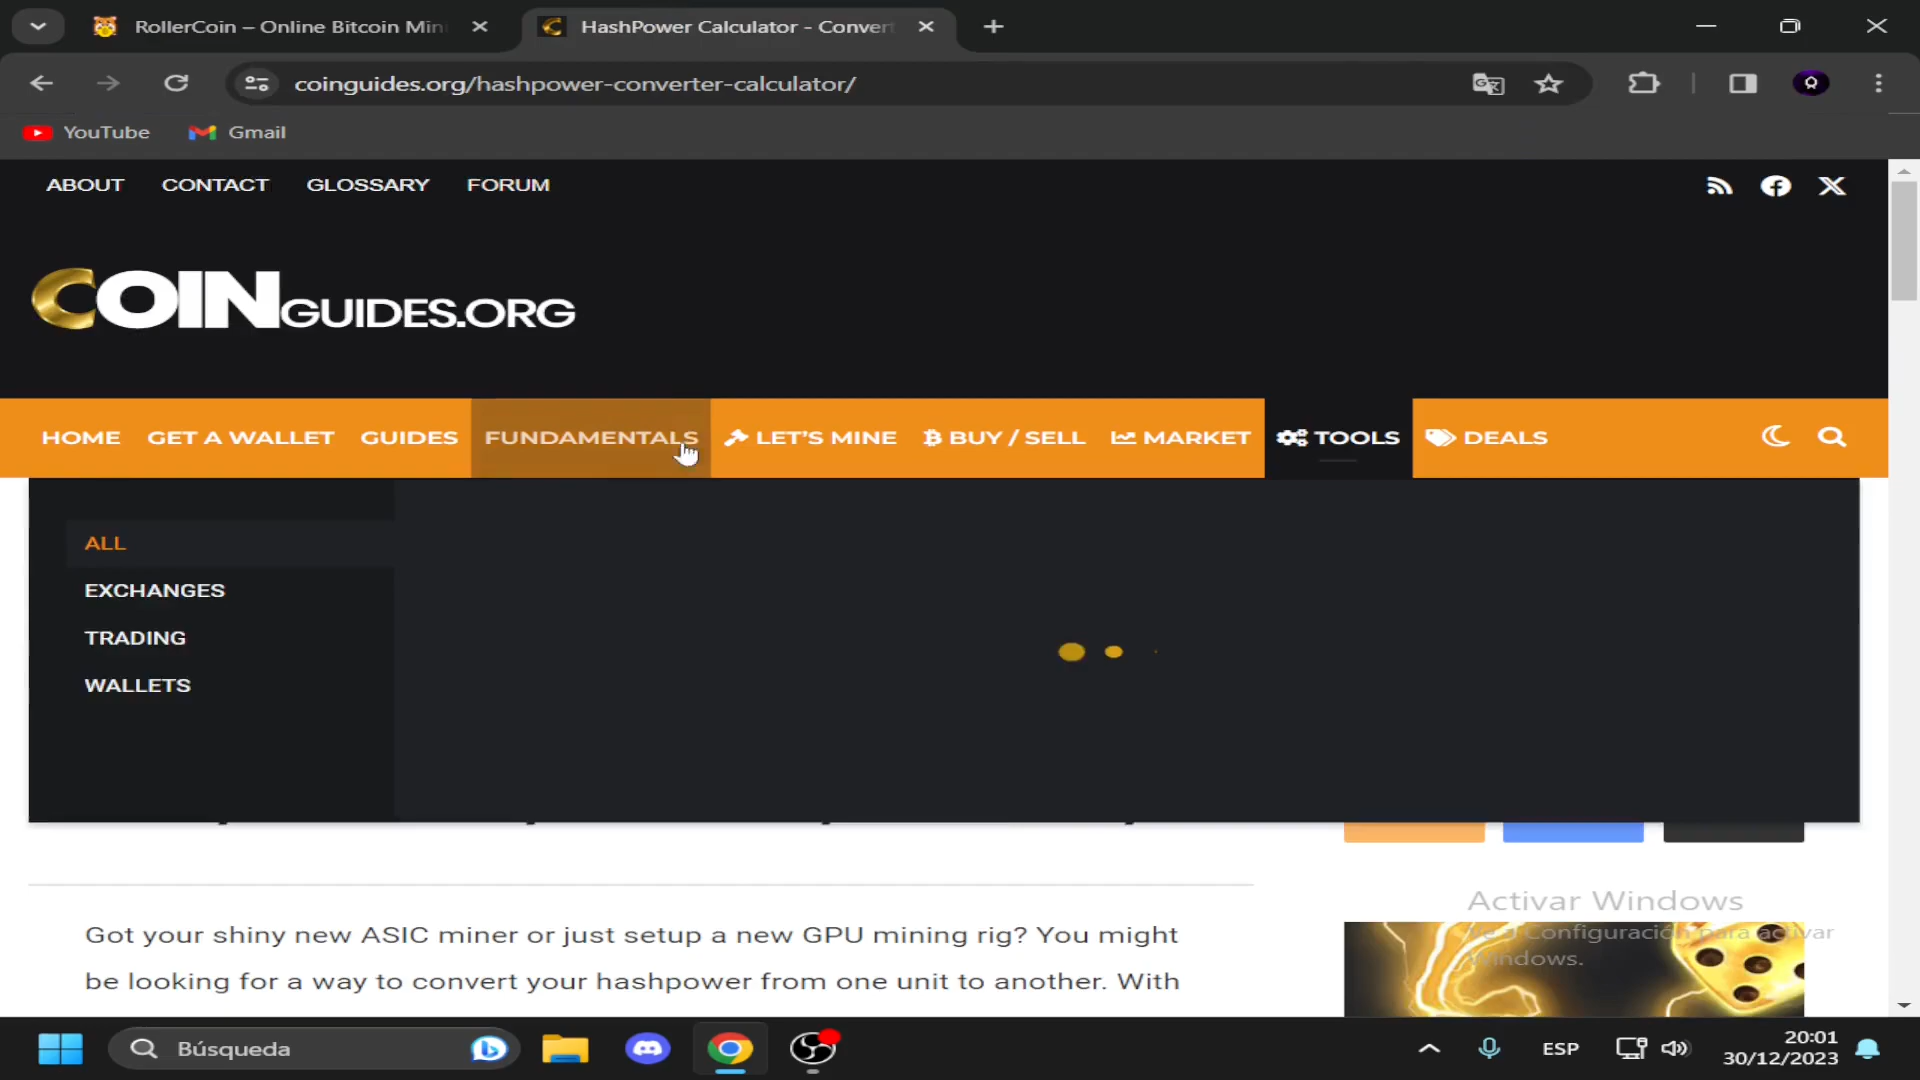 RollerCoin – Online Bitcoin Min
HashPower Calculator - Convert
coinguides.org/hashpower-converter-calculator/
YouTube Gmail
ABOUT CONTACT GLOSSARY FORUM
COINGUIDES.ORG
HOME GET A WALLET GUIDES FUNDAMENTALS LET'S MINE BUY / SELL MARKET TOOLS DEALS
ALL
EXCHANGES
TRADING
WALLETS
Got your shiny new ASIC miner or just setup a new GPU mining rig? You might
be looking for a way to convert your hashpower from one unit to another. With
Activar Windows
Configuración para activar
Windows.
Búsqueda
ESP
20:01
30/12/2023